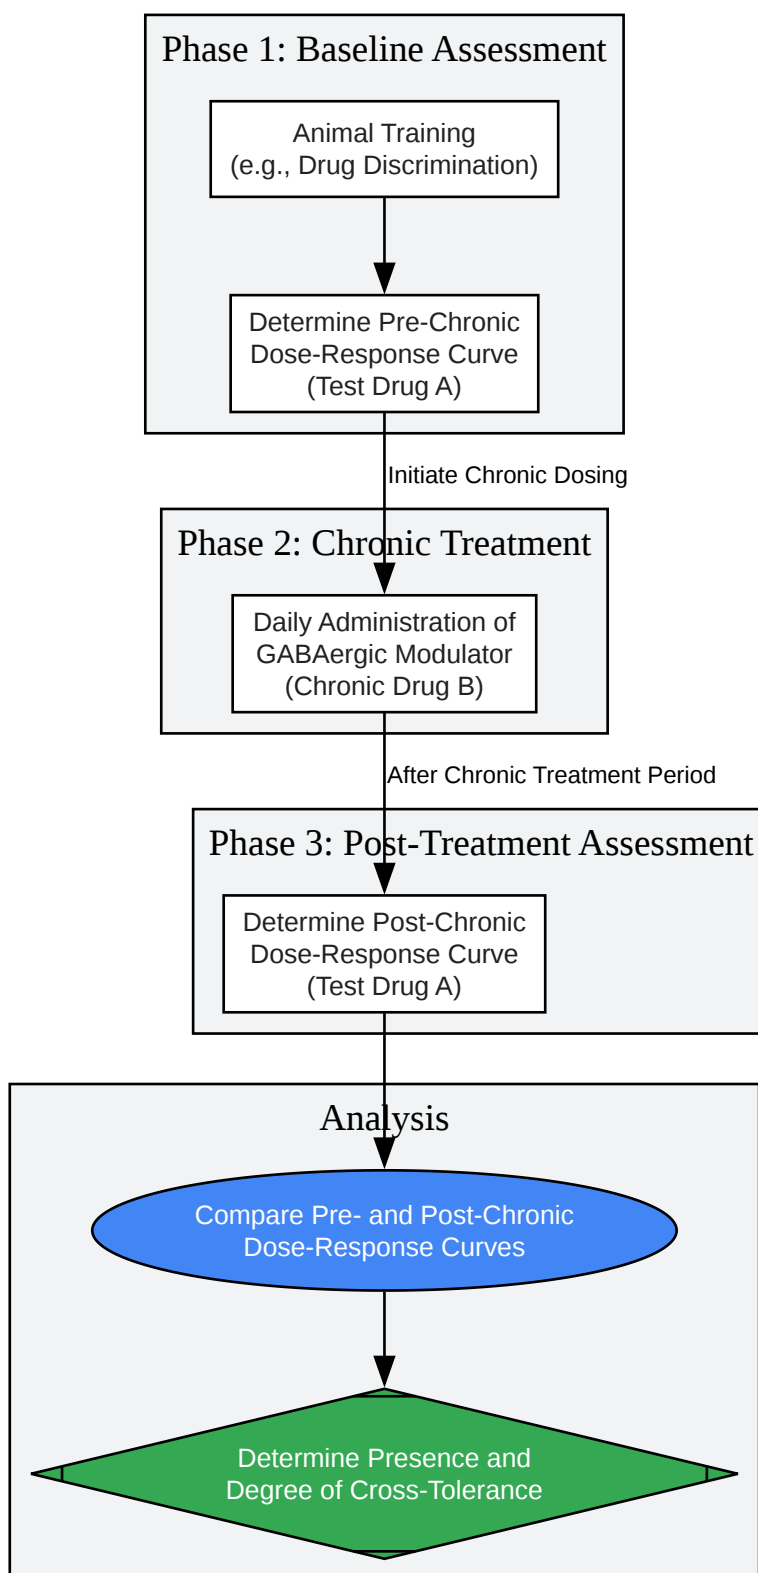 Phase 1: Baseline Assessment
Animal Training
(e.g., Drug Discrimination)
Determine Pre-Chronic
Dose-Response Curve
(Test Drug A)
Initiate Chronic Dosing
Phase 2: Chronic Treatment
Daily Administration of
GABAergic Modulator
(Chronic Drug B)
After Chronic Treatment Period
Phase 3: Post-Treatment Assessment
Determine Post-Chronic
Dose-Response Curve
(Test Drug A)
Analysis
Compare Pre- and Post-Chronic
Dose-Response Curves
Determine Presence and
Degree of Cross-Tolerance